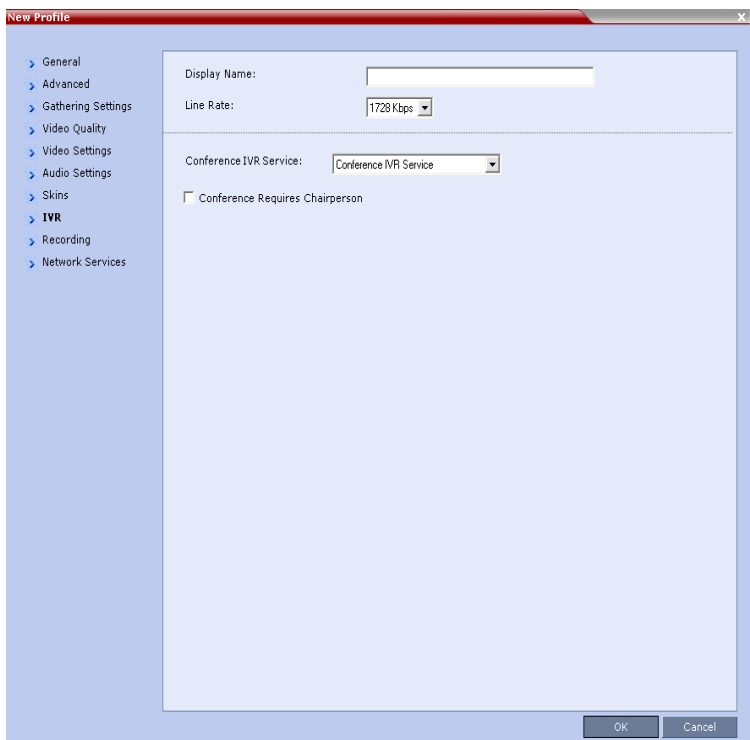 New Profile
X
General
Advanced
Gathering Settings
Video Quality
Video Settings
Audio Settings
Skins
IVR
Recording
Network Services
Display Name:
Line Rate:
1728 Kbps
Conference IVR Service:
Conference IVR Service
Conference Requires Chairperson
OK
Cancel